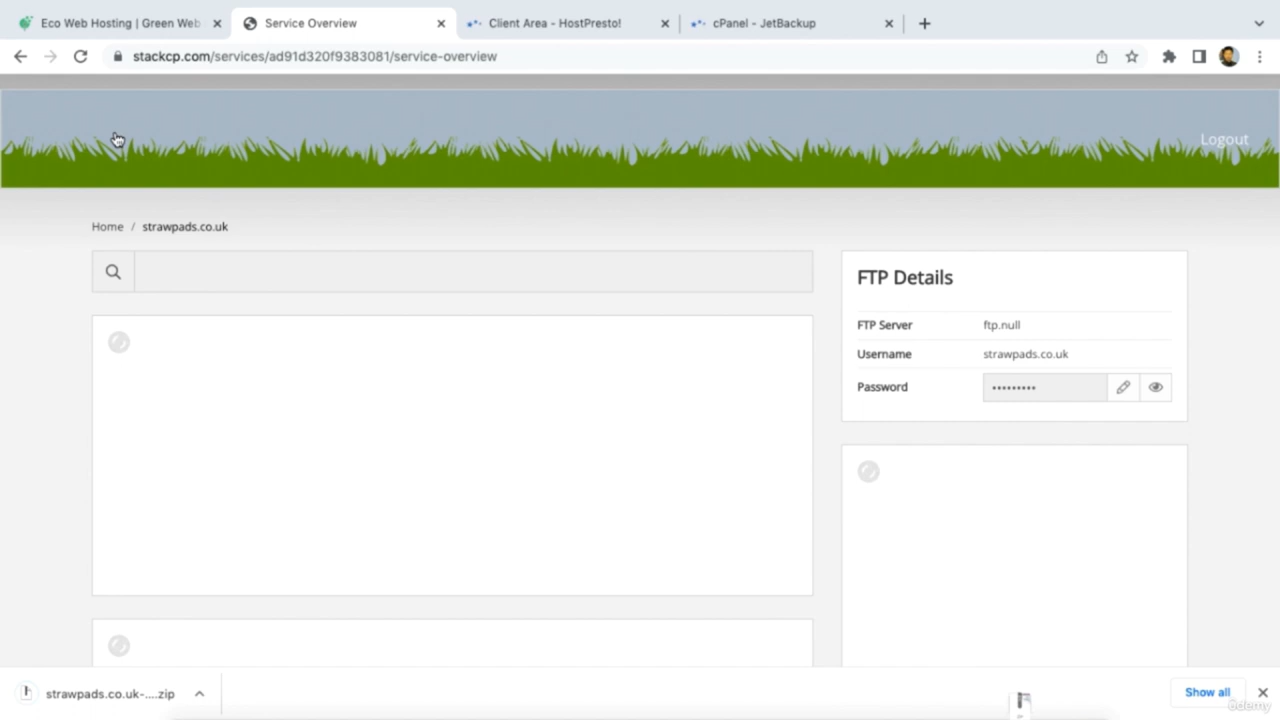 Eco Web Hosting | Green Web
Service Overview
Client Area - HostPresto!
cPanel - JetBackup
stackcp.com/services/ad91d320f9383081/service-overview
Logout
Home / strawpads.co.uk
FTP Details
FTP Server ftp.null
Username strawpads.co.uk
Password •••••••••
strawpads.co.uk-....zip
Show all
ûdemy